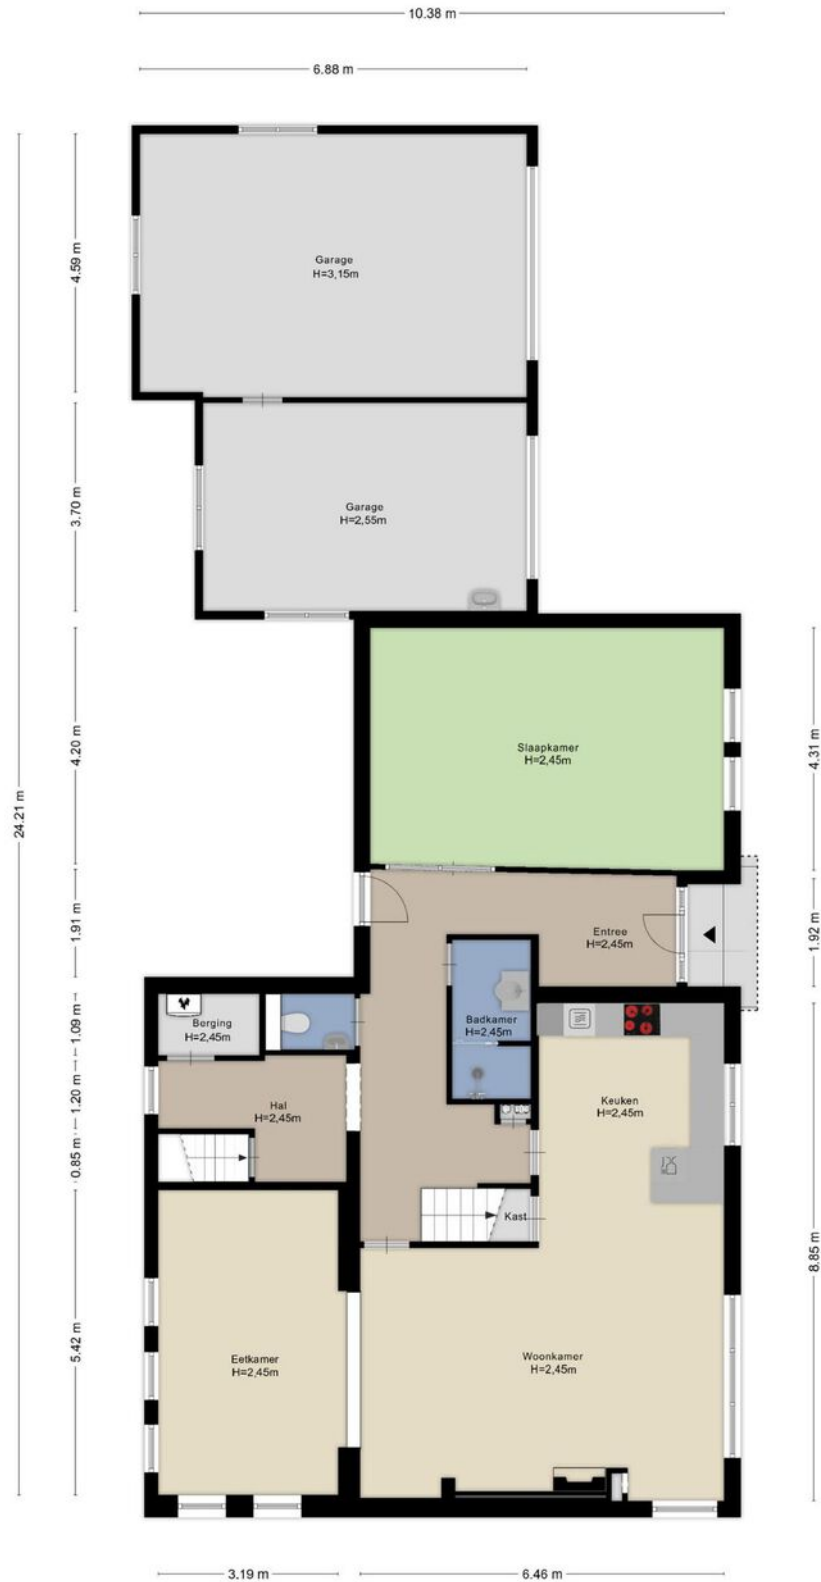 10.38 m
6.88 m
4.59 m
Garage
H=3,15m
3.70 m
Garage
H=2,55m
4.20 m
4.31 m
Slaapkamer
H=2,45m
24.21 m
1.91 m
1.92 m
Entree
H=2,45m
1.09 m
Berging
H=2,45m
Badkamer
H=2,45m
1.20 m
Hal
H=2,45m
Keuken
H=2,45m
0.85 m
Kast
8.85 m
5.42 m
Eetkamer
H=2,45m
Woonkamer
H=2,45m
3.19 m
6.46 m